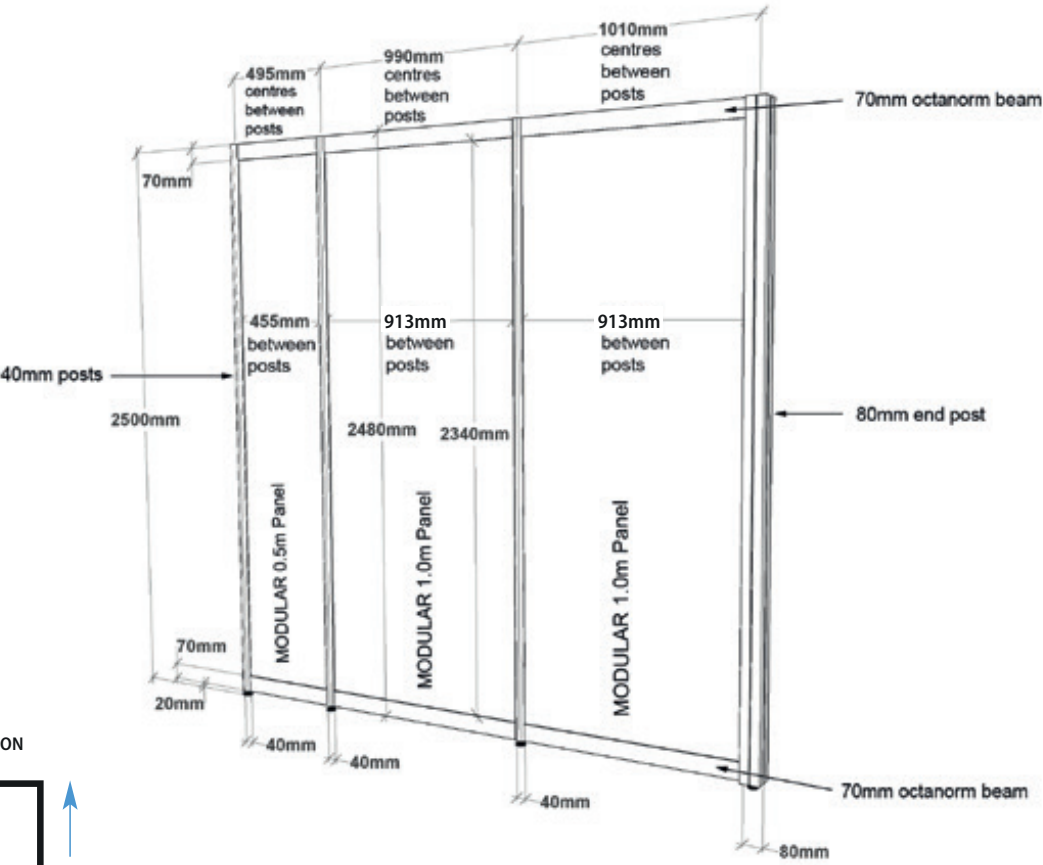 1010mm
centres
between
posts
990mm
centres
between
posts
495mm
centres
between
posts
70mm octanorm beam
70mm
455mm
between
posts
913mm
between
posts
913mm
between
posts
40mm posts
2500mm
2480mm
2340mm
80mm end post
MODULAR 0.5m Panel
MODULAR 1.0m Panel
MODULAR 1.0m Panel
70mm
20mm
ON
40mm
40mm
40mm
70mm octanorm beam
80mm